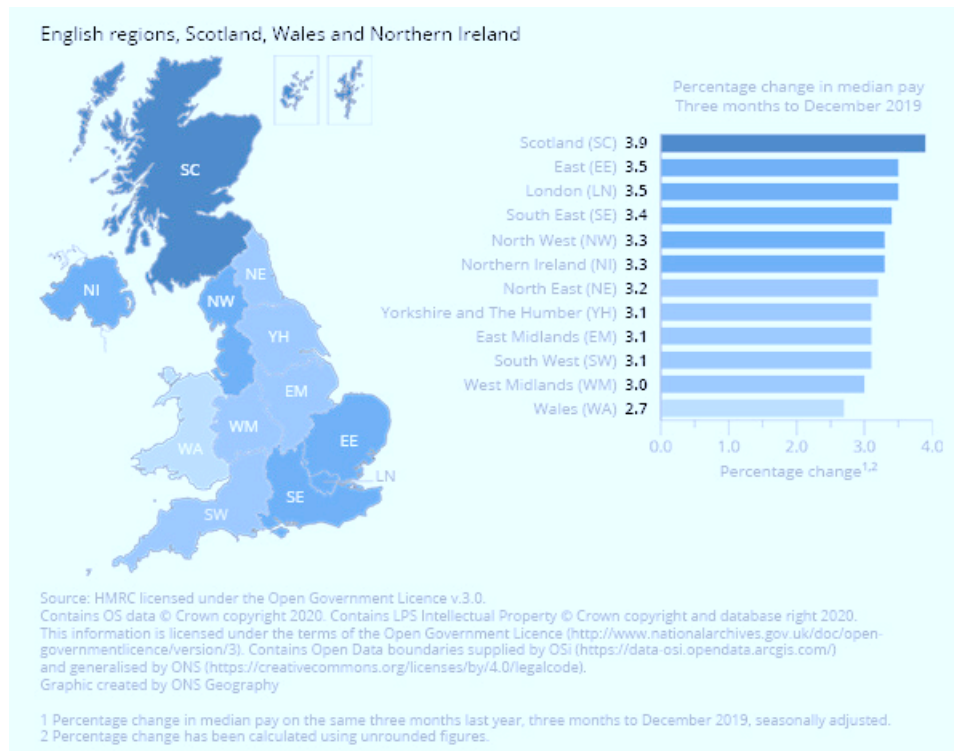 English regions, Scotland, Wales and Northern Ireland
Percentage change in median pay
Three months to December 2019
Scotland (SC) 3.9
East (EE) 3.5
London (LN) 3.5
South East (SE) 3.4
North West (NW) 3.3
Northern Ireland (NI) 3.3
North East (NE) 3.2
Yorkshire and The Humber (YH) 3.1
East Midlands (EM) 3.1
South West (SW) 3.1
West Midlands (WM) 3.0
Wales (WA) 2.7
0.0 1.0 2.0 3.0 4.0
Percentage change1,2
SC
NE
NI
NW
YH
EM
WM
EE
WA
LN
SE
SW
Source: HMRC licensed under the Open Government Licence v.3.0.
Contains OS data © Crown copyright 2020. Contains LPS Intellectual Property © Crown copyright and database right 2020.
This information is licensed under the terms of the Open Government Licence (http://www.nationalarchives.gov.uk/doc/open-
governmentlicence/version/3). Contains Open Data boundaries supplied by OSi (https://data-osi.opendata.arcgis.com/)
and generalised by ONS (https://creativecommons.org/licenses/by/4.0/legalcode).
Graphic created by ONS Geography
1 Percentage change in median pay on the same three months last year, three months to December 2019, seasonally adjusted.
2 Percentage change has been calculated using unrounded figures.